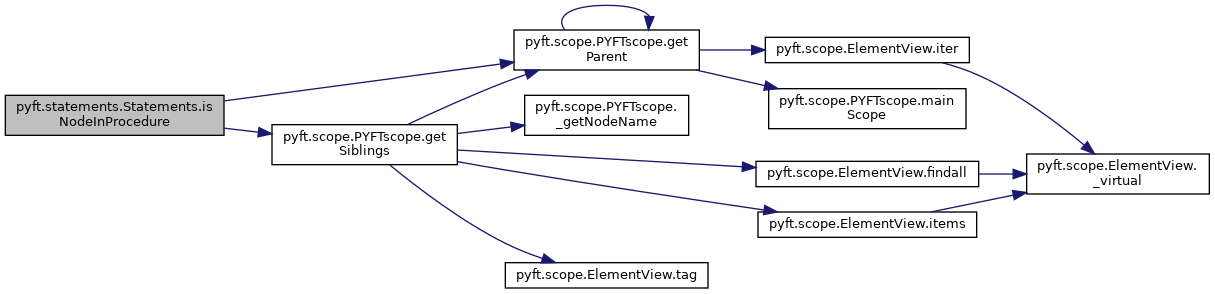 pyft.statements.Statements.is
NodeInProcedure
pyft.scope.PYFTscope.get
Parent
pyft.scope.PYFTscope.get
Siblings
pyft.scope.PYFTscope.
_getNodeName
pyft.scope.ElementView.tag
pyft.scope.ElementView.iter
pyft.scope.PYFTscope.main
Scope
pyft.scope.ElementView.findall
pyft.scope.ElementView.items
pyft.scope.ElementView.
_virtual